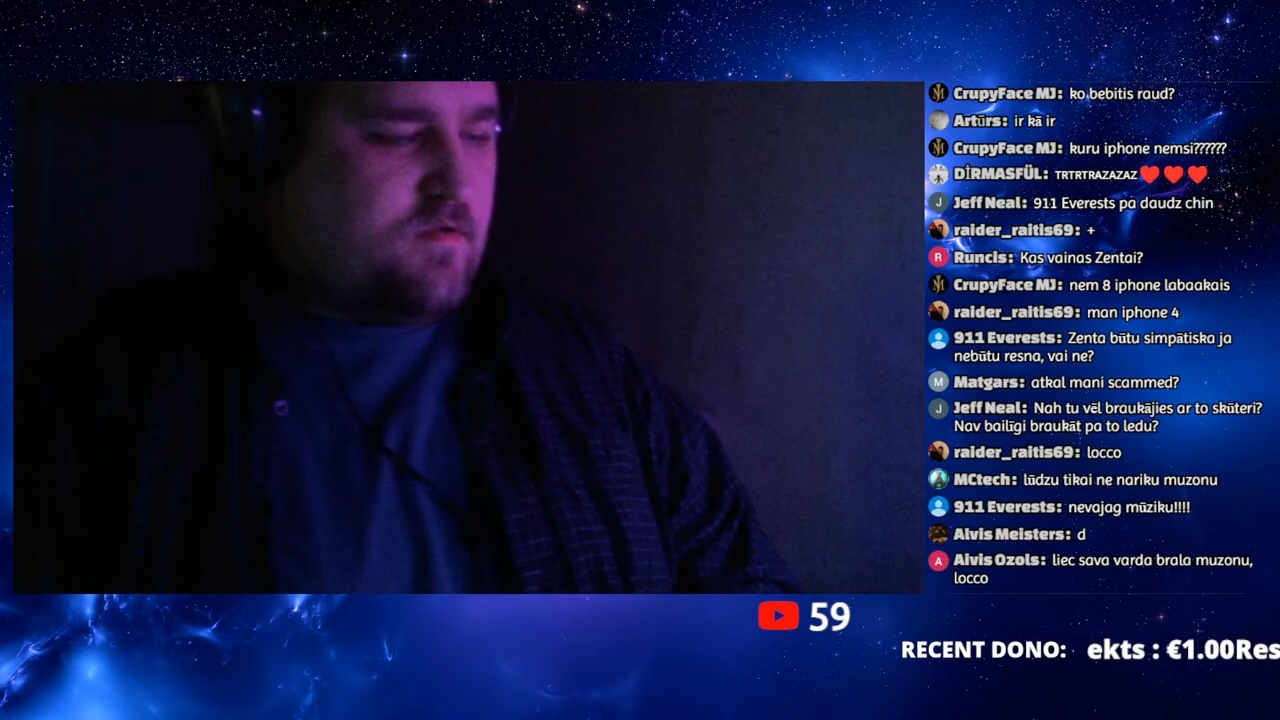 CrupyFace MJ: ko bebitis raud?
Artūrs: ir kā ir
CrupyFace MJ: kuru iphone nemsi??????
DİRMASFÜL: TRTRTRAZAZAZ❤️❤️❤️
J
Jeff Neal: 911 Everests pa daudz chin
raider_raitis69: +
R
Runcis: Kas vainas Zentai?
CrupyFace MJ: nem 8 iphone labaakais
raider_raitis69: man iphone 4
911 Everests: Zenta būtu simpātiska ja
nebūtu resna, vai ne?
M
Matgars: atkal mani scammed?
J
Jeff Neal: Nah tu vēl braukājies ar to skūteri?
Nav bailīgi braukāt pa to ledu?
raider_raitis69: locco
MCtech: lūdzu tikai ne nariku muzonu
911 Everests: nevajag mūziku!!!!
Alvis Meisters: d
A
Aivis Ozols: liec sava varda brala muzonu,
locco
59
RECENT DONO: ekts : €1.00Res